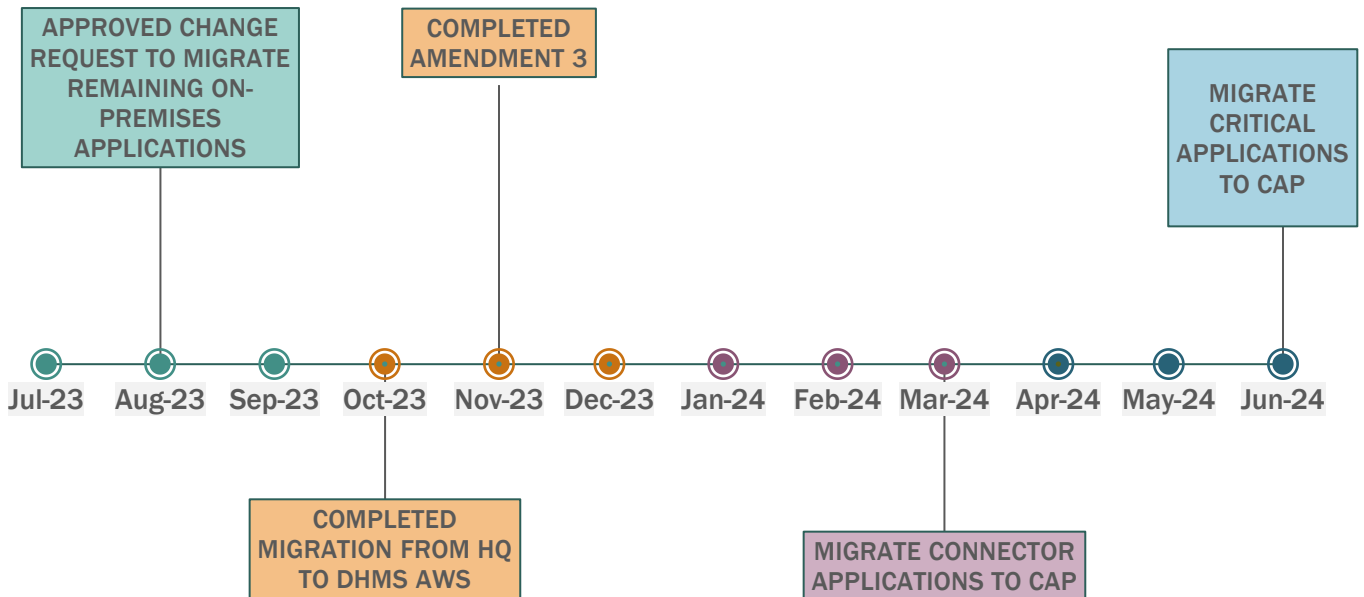 APPROVED CHANGE
REQUEST TO MIGRATE
REMAINING ON-
PREMISES
APPLICATIONS
COMPLETED
AMENDMENT 3
MIGRATE
CRITICAL
APPLICATIONS
TO CAP
Jul-23 Aug-23 Sep-23 Oct-23 Nov-23 Dec-23 Jan-24 Feb-24 Mar-24 Apr-24 May-24 Jun-24
COMPLETED
MIGRATION FROM HQ
TO DHMS AWS
MIGRATE CONNECTOR
APPLICATIONS TO CAP